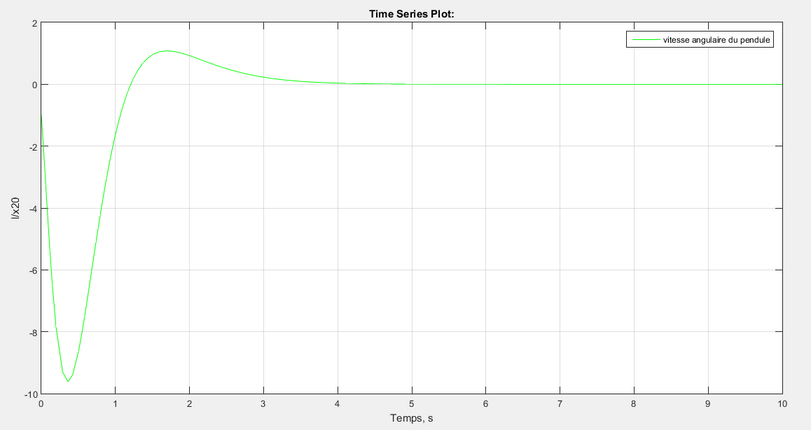 Time Series Plot:
vitesse angulaire du pendule
2
0
-2
-4
-6
-8
-10
l/x20
0 1 2 3 4 5 6 7 8 9 10
Temps, s